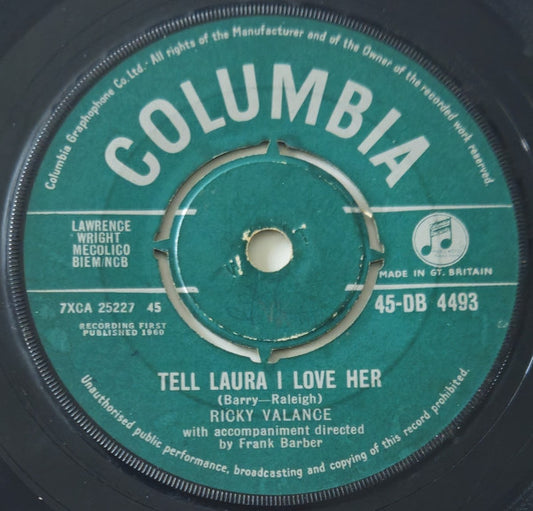 Columbia Graphophone Co. Ltd. · All rights of the Manufacturer and of the Owner of the recorded work reserved.
COLUMBIA
LAWRENCE
WRIGHT
MECOLICO
BIEM/NCB
MADE IN GT. BRITAIN
7XCA 25227 45
45-DB 4493
RECORDING FIRST
PUBLISHED 1960
TELL LAURA I LOVE HER
(Barry—Raleigh)
RICKY VALANCE
with accompaniment directed
by Frank Barber
Unauthorised public performance, broadcasting and copying of this record prohibited.